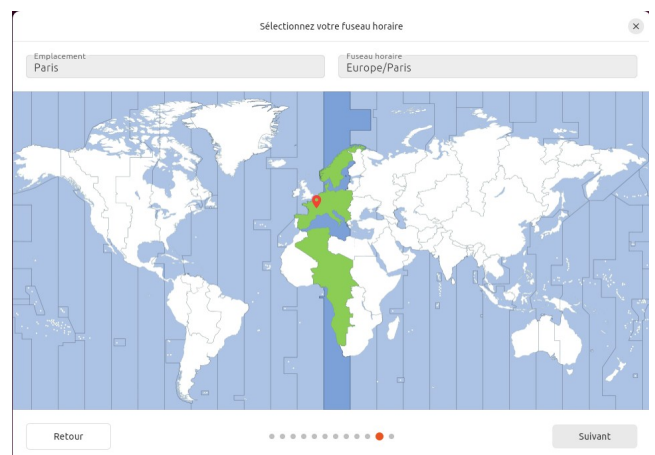 Sélectionnez votre fuseau horaire
Emplacement
Paris
Fuseau horaire
Europe/Paris
Retour
Suivant